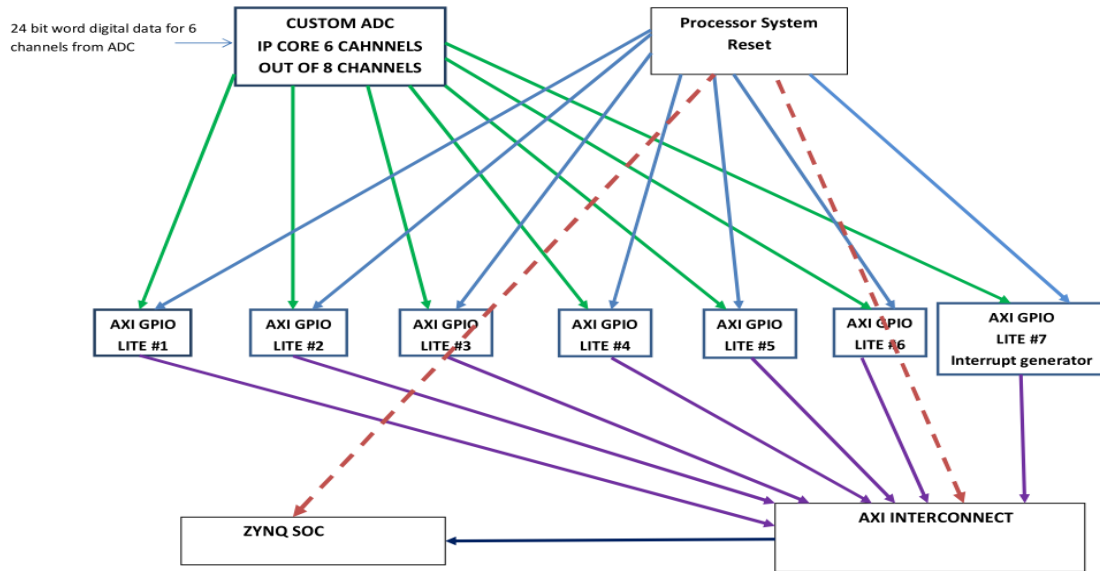 24 bit word digital data for 6
channels from ADC
CUSTOM ADC
IP CORE 6 CAHNNELS
OUT OF 8 CHANNELS
Processor System
Reset
AXI GPIO
LITE #1
AXI GPIO
LITE #2
AXI GPIO
LITE #3
AXI GPIO
LITE #4
AXI GPIO
LITE #5
AXI GPIO
LITE #6
AXI GPIO
LITE #7
Interrupt generator
ZYNQ SOC
AXI INTERCONNECT